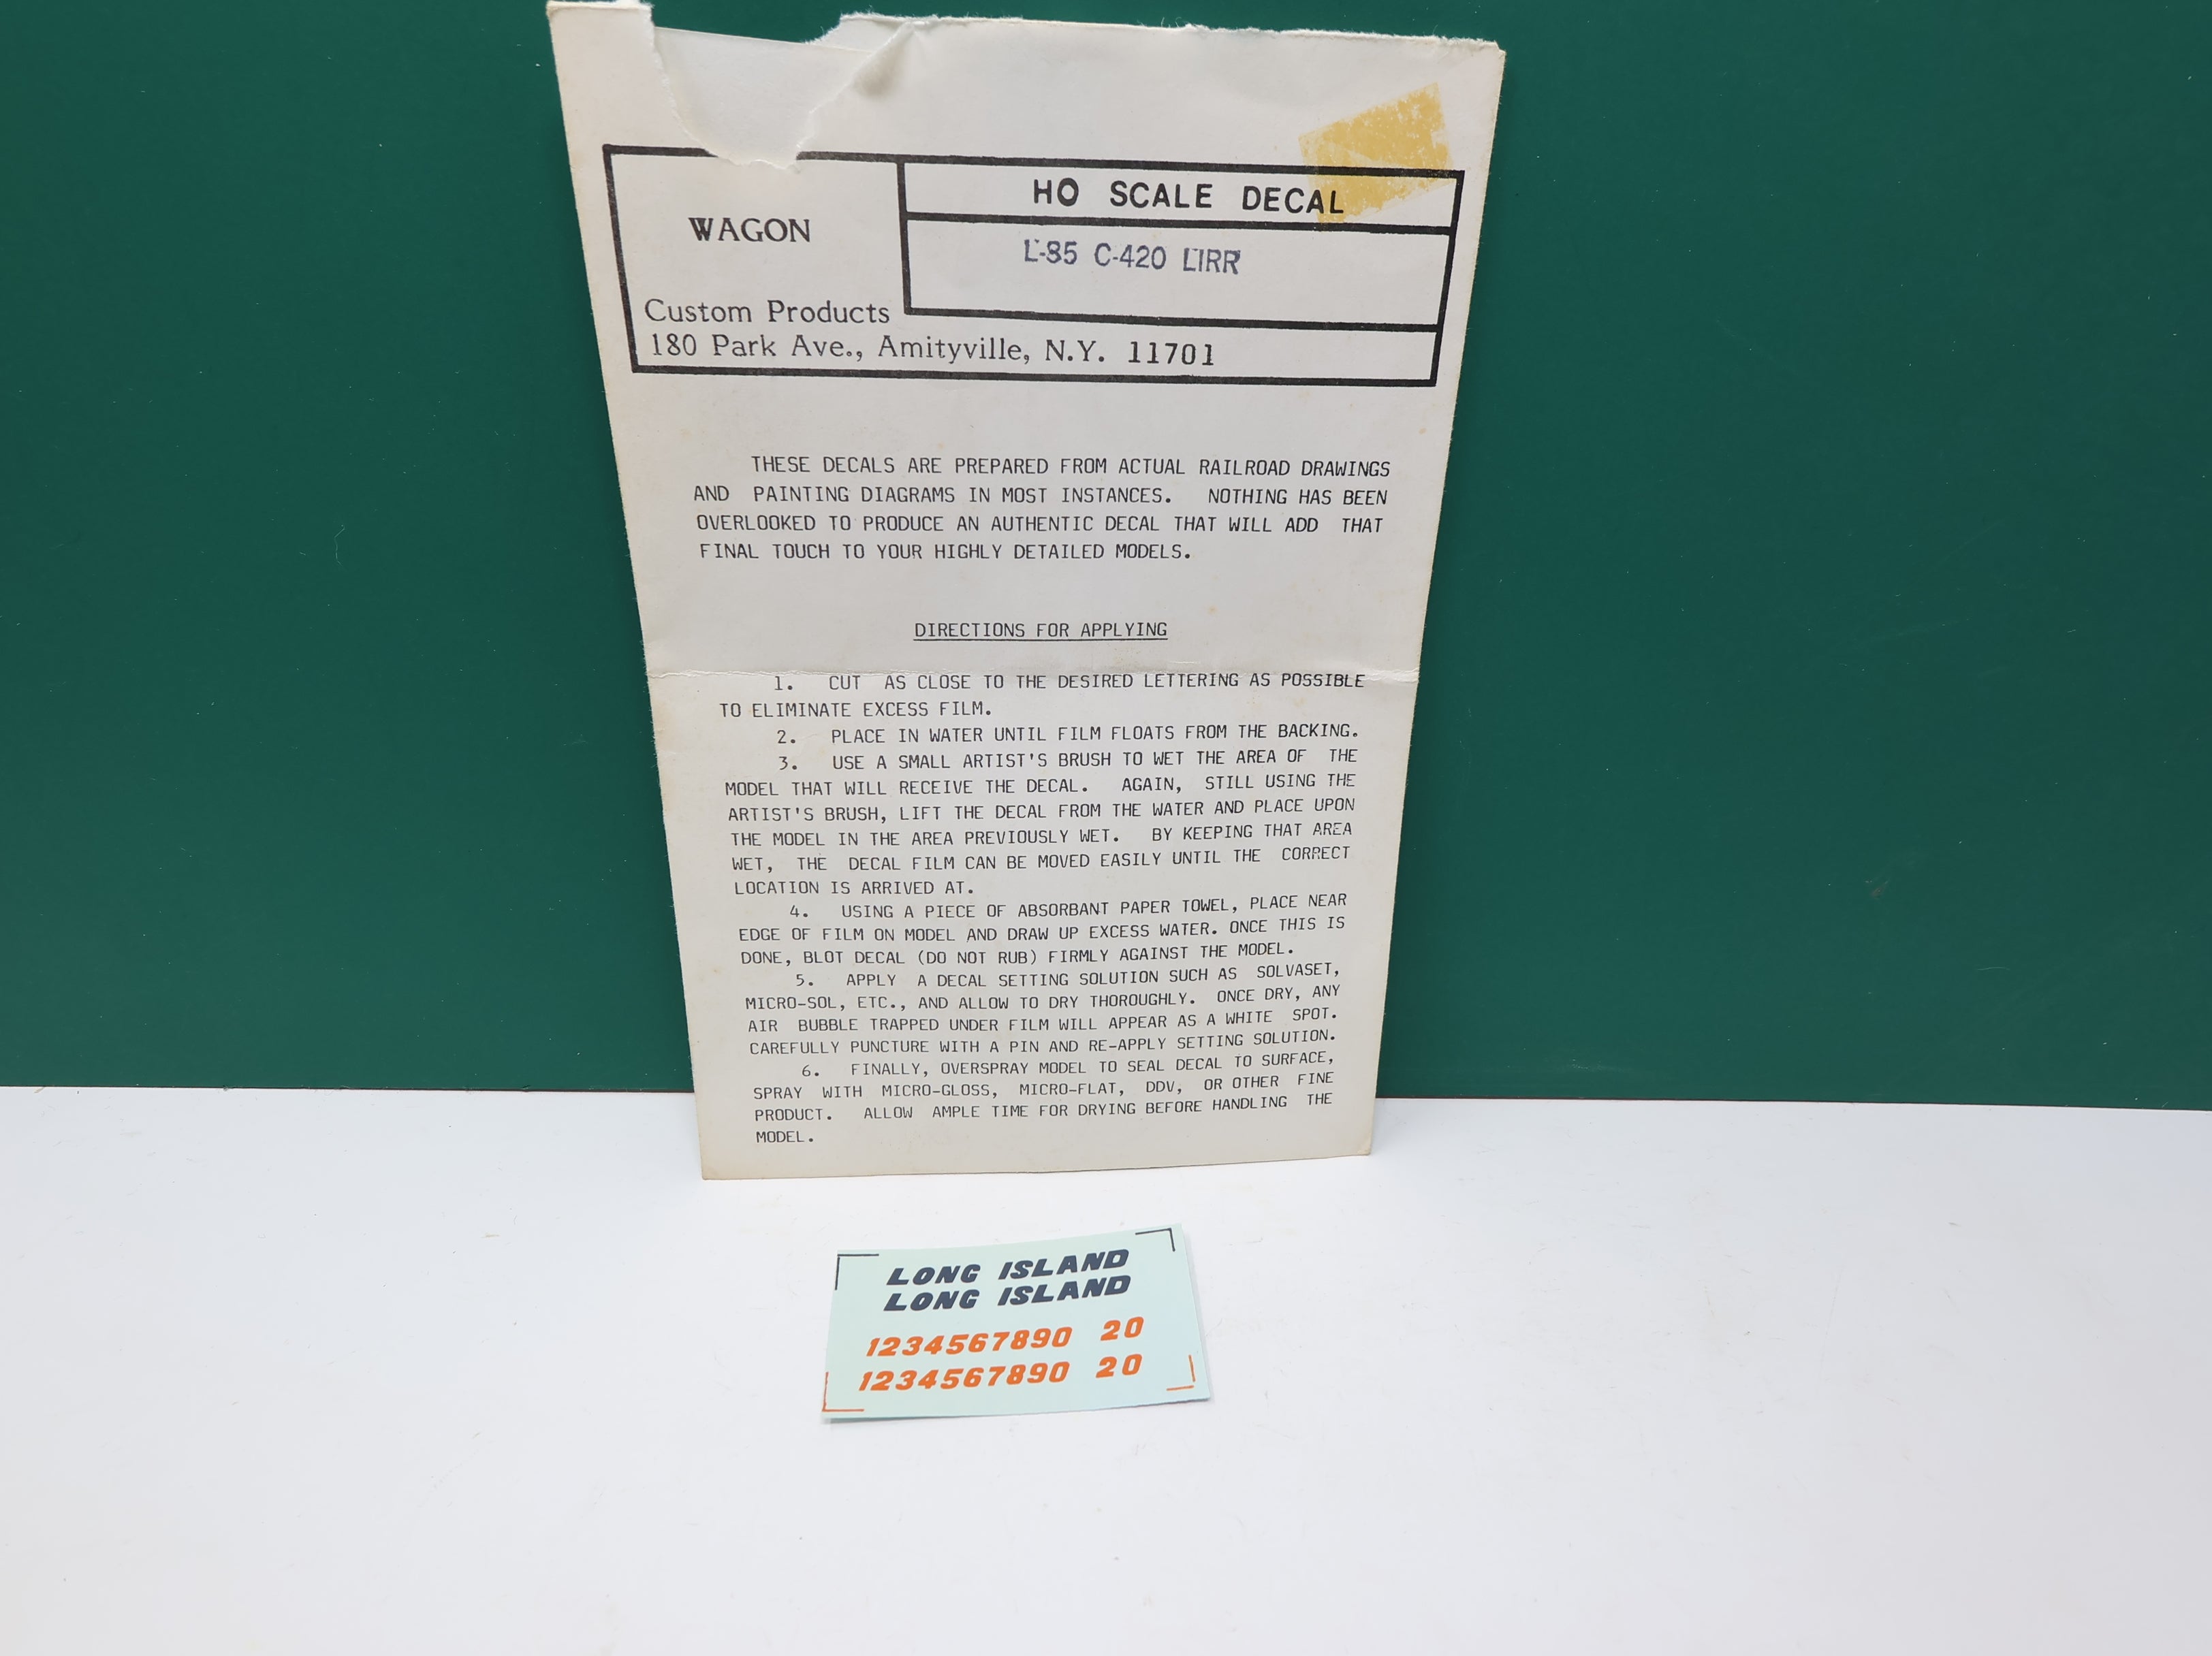 HO SCALE DECAL
WAGON
L-85 C-420 LIRR
Custom Products
180 Park Ave., Amityville, N.Y. 11701
THESE DECALS ARE PREPARED FROM ACTUAL RAILROAD DRAWINGS
AND PAINTING DIAGRAMS IN MOST INSTANCES. NOTHING HAS BEEN
OVERLOOKED TO PRODUCE AN AUTHENTIC DECAL THAT WILL ADD THAT
FINAL TOUCH TO YOUR HIGHLY DETAILED MODELS.
DIRECTIONS FOR APPLYING
1. CUT AS CLOSE TO THE DESIRED LETTERING AS POSSIBLE
TO ELIMINATE EXCESS FILM.
2. PLACE IN WATER UNTIL FILM FLOATS FROM THE BACKING.
3. USE A SMALL ARTIST'S BRUSH TO WET THE AREA OF THE
MODEL THAT WILL RECEIVE THE DECAL. AGAIN, STILL USING THE
ARTIST'S BRUSH, LIFT THE DECAL FROM THE WATER AND PLACE UPON
THE MODEL IN THE AREA PREVIOUSLY WET. BY KEEPING THAT AREA
WET, THE DECAL FILM CAN BE MOVED EASILY UNTIL THE CORRECT
LOCATION IS ARRIVED AT.
4. USING A PIECE OF ABSORBANT PAPER TOWEL, PLACE NEAR
EDGE OF FILM ON MODEL AND DRAW UP EXCESS WATER. ONCE THIS IS
DONE, BLOT DECAL (DO NOT RUB) FIRMLY AGAINST THE MODEL.
5. APPLY A DECAL SETTING SOLUTION SUCH AS SOLVASET,
MICRO-SOL, ETC., AND ALLOW TO DRY THOROUGHLY. ONCE DRY, ANY
AIR BUBBLE TRAPPED UNDER FILM WILL APPEAR AS A WHITE SPOT.
CAREFULLY PUNCTURE WITH A PIN AND RE-APPLY SETTING SOLUTION.
6. FINALLY, OVERSPRAY MODEL TO SEAL DECAL TO SURFACE,
SPRAY WITH MICRO-GLOSS, MICRO-FLAT, DDV, OR OTHER FINE
PRODUCT. ALLOW AMPLE TIME FOR DRYING BEFORE HANDLING THE
MODEL.
LONG ISLAND
LONG ISLAND
1234567890 20
1234567890 20